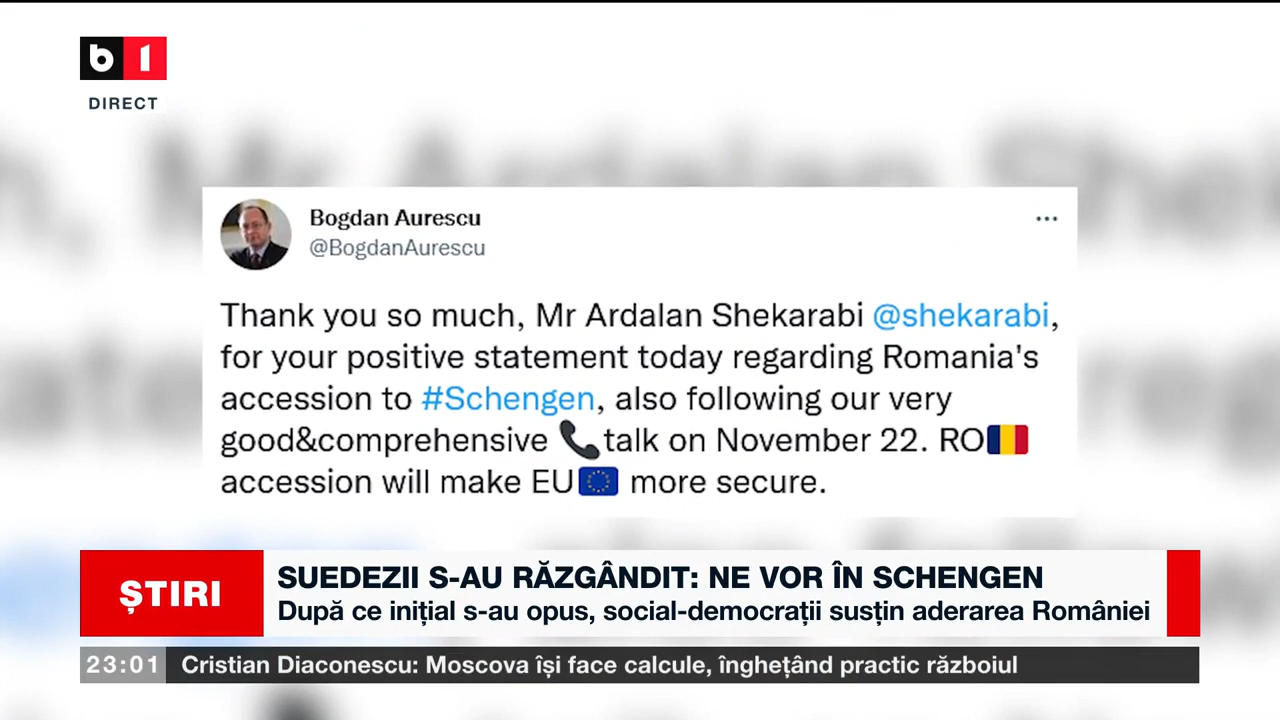 b1
DIRECT
Bogdan Aurescu
@BogdanAurescu
Thank you so much, Mr Ardalan Shekarabi @shekarabi,
for your positive statement today regarding Romania's
accession to #Schengen, also following our very
good&comprehensive 📞talk on November 22. RO🇷🇴
accession will make EU🇪🇺 more secure.
ȘTIRI
SUEDEZII S-AU RĂZGÂNDIT: NE VOR ÎN SCHENGEN
După ce inițial s-au opus, social-democrații susțin aderarea României
23:01 Cristian Diaconescu: Moscova își face calcule, înghețând practic războiul